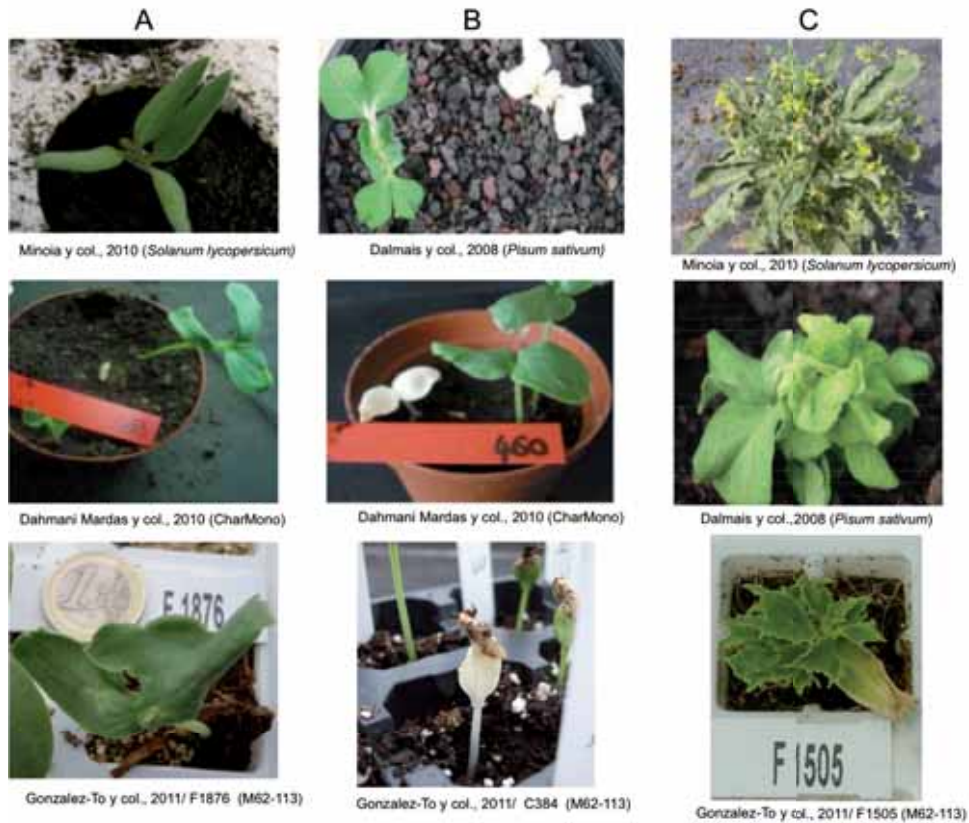 A B C
Minoia y col., 2010 (Solanum lycopersicum)
Dalmais y col., 2008 (Pisum sativum)
Minoia y col., 2010 (Solanum lycopersicum)
460
Dahmani Mardas y col., 2010 (CharMono)
Dahmani Mardas y col., 2010 (CharMono)
Dalmais y col.,2008 (Pisum sativum)
F 1876
F 1505
Gonzalez-To y col., 2011/ F1876 (M62-113)
Gonzalez-To y col., 2011/ C384 (M62-113)
Gonzalez-To y col., 2011/ F1505 (M62-113)